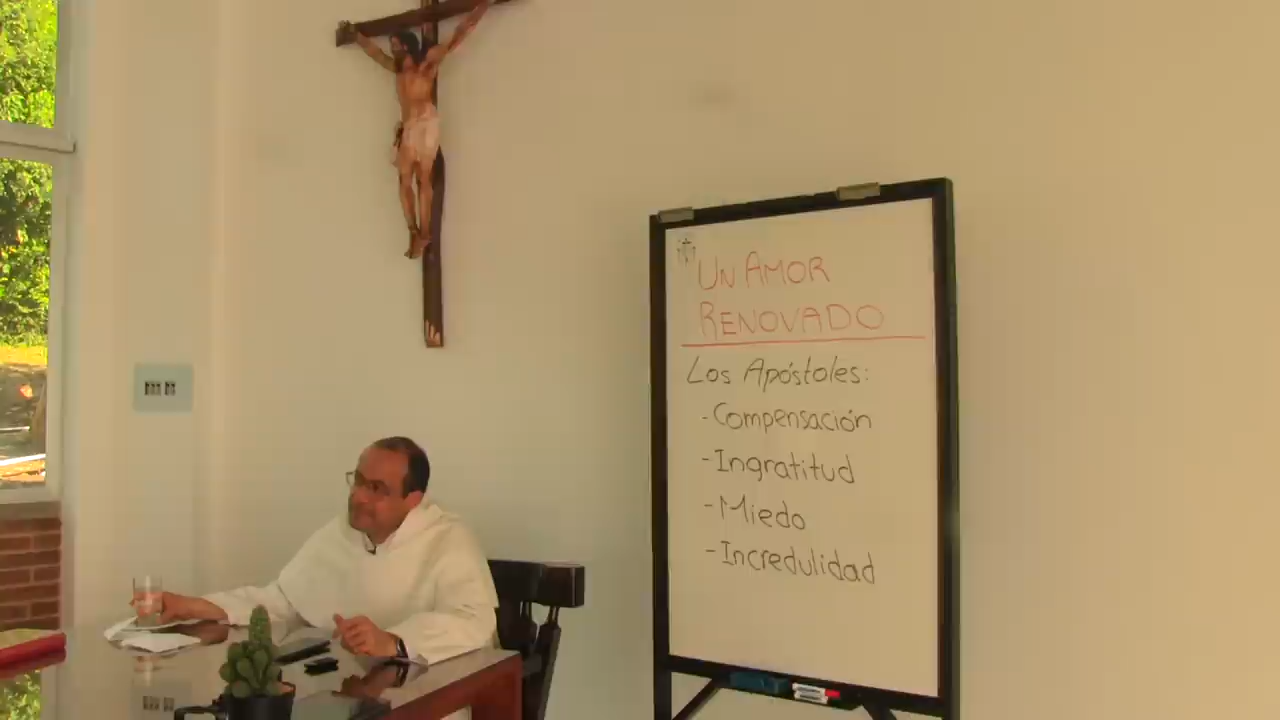 UN AMOR
RENOVADO
Los Apóstoles:
- Compensación
- Ingratitud
- Miedo
- Incredulidad